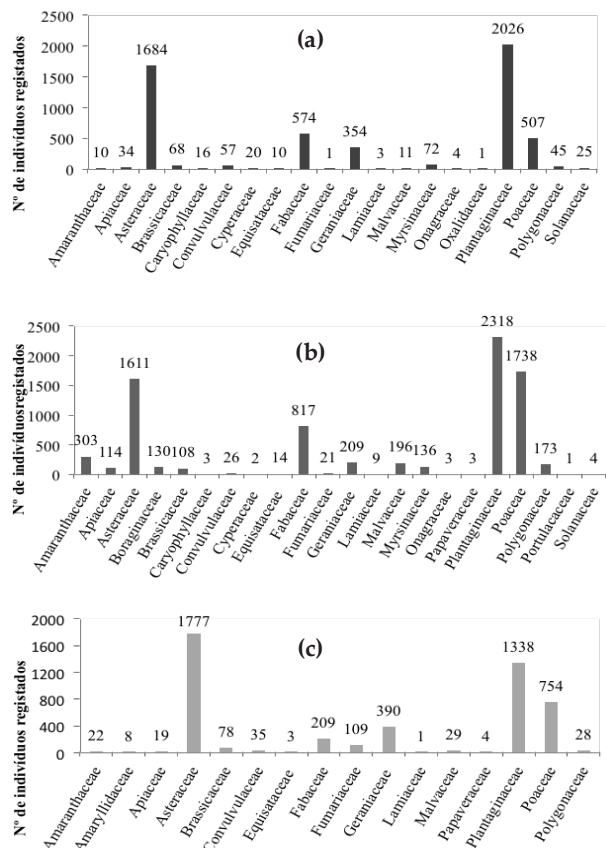 (a)
Nº de indivíduos registados
2500
2000
1500
1000
500
0
10 34 1684 68 16 57 20 10 574 1 354 3 11 72 4 1 2026 507 45 25
Amaranthaceae
Apiaceae
Asteraceae
Brassicaceae
Caryophyllaceae
Convulvulaceae
Cyperaceae
Equisataceae
Fabaceae
Fumariaceae
Geraniaceae
Lamiaceae
Malvaceae
Myrsinaceae
Onagraceae
Oxalidaceae
Plantaginaceae
Poaceae
Polygonaceae
Solanaceae
(b)
Nº de indivíduosregistrados
2500
2000
1500
1000
500
0
303 114 1611 130 108 3 26 2 14 817 21 209 9 196 136 3 3 2318 1738 173 1 4
Amaranthaceae
Apiaceae
Asteraceae
Boraginaceae
Brassicaceae
Caryophyllaceae
Convulvulaceae
Cyperaceae
Equisetaceae
Fabaceae
Fumariaceae
Geraniaceae
Lamiaceae
Malvaceae
Myrsinaceae
Onagraceae
Papaveraceae
Plantaginaceae
Poaceae
Polygonaceae
Portulacaceae
Solanaceae
(c)
Nº de indivíduos registados
2000
1600
1200
800
400
0
22 8 19 1777 78 35 3 209 109 390 1 29 4 1338 754 28
Amaranthaceae
Amaryllidaceae
Apiaceae
Asteraceae
Brassicaceae
Convulvulaceae
Equisetaceae
Fabaceae
Fumariaceae
Geraniaceae
Lamiaceae
Malvaceae
Papaveraceae
Plantaginaceae
Poaceae
Polygonaceae